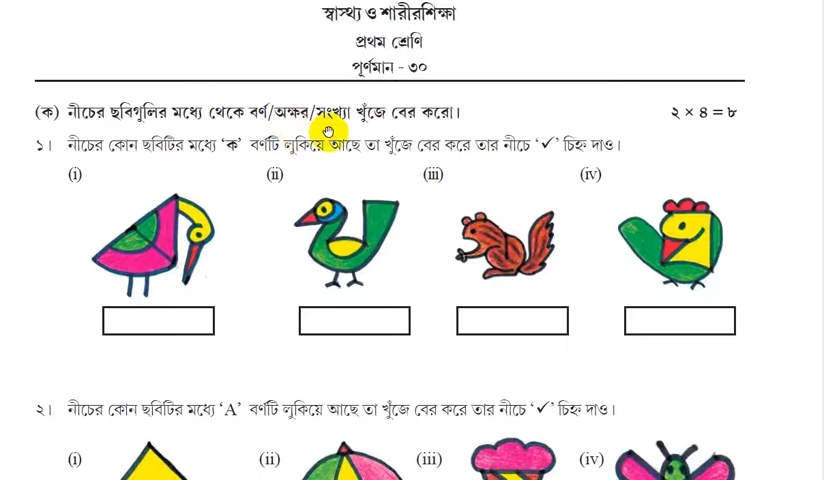 স্বাস্থ্য ও শারীরশিক্ষা
প্রথম শ্রেণি
পূর্ণমান - ৩০
(ক) নীচের ছবিগুলির মধ্যে থেকে বর্ণ/অক্ষর/সংখ্যা খুঁজে বের করো। ২ × ৪ = ৮
১। নীচের কোন ছবিটির মধ্যে ‘ক’ বর্ণটি লুকিয়ে আছে তা খুঁজে বের করে তার নীচে ‘✓’ চিহ্ন দাও।
(i) (ii) (iii) (iv)
২। নীচের কোন ছবিটির মধ্যে ‘A’ বর্ণটি লুকিয়ে আছে তা খুঁজে বের করে তার নীচে ‘✓’ চিহ্ন দাও।
(i) (ii) (iii) (iv)